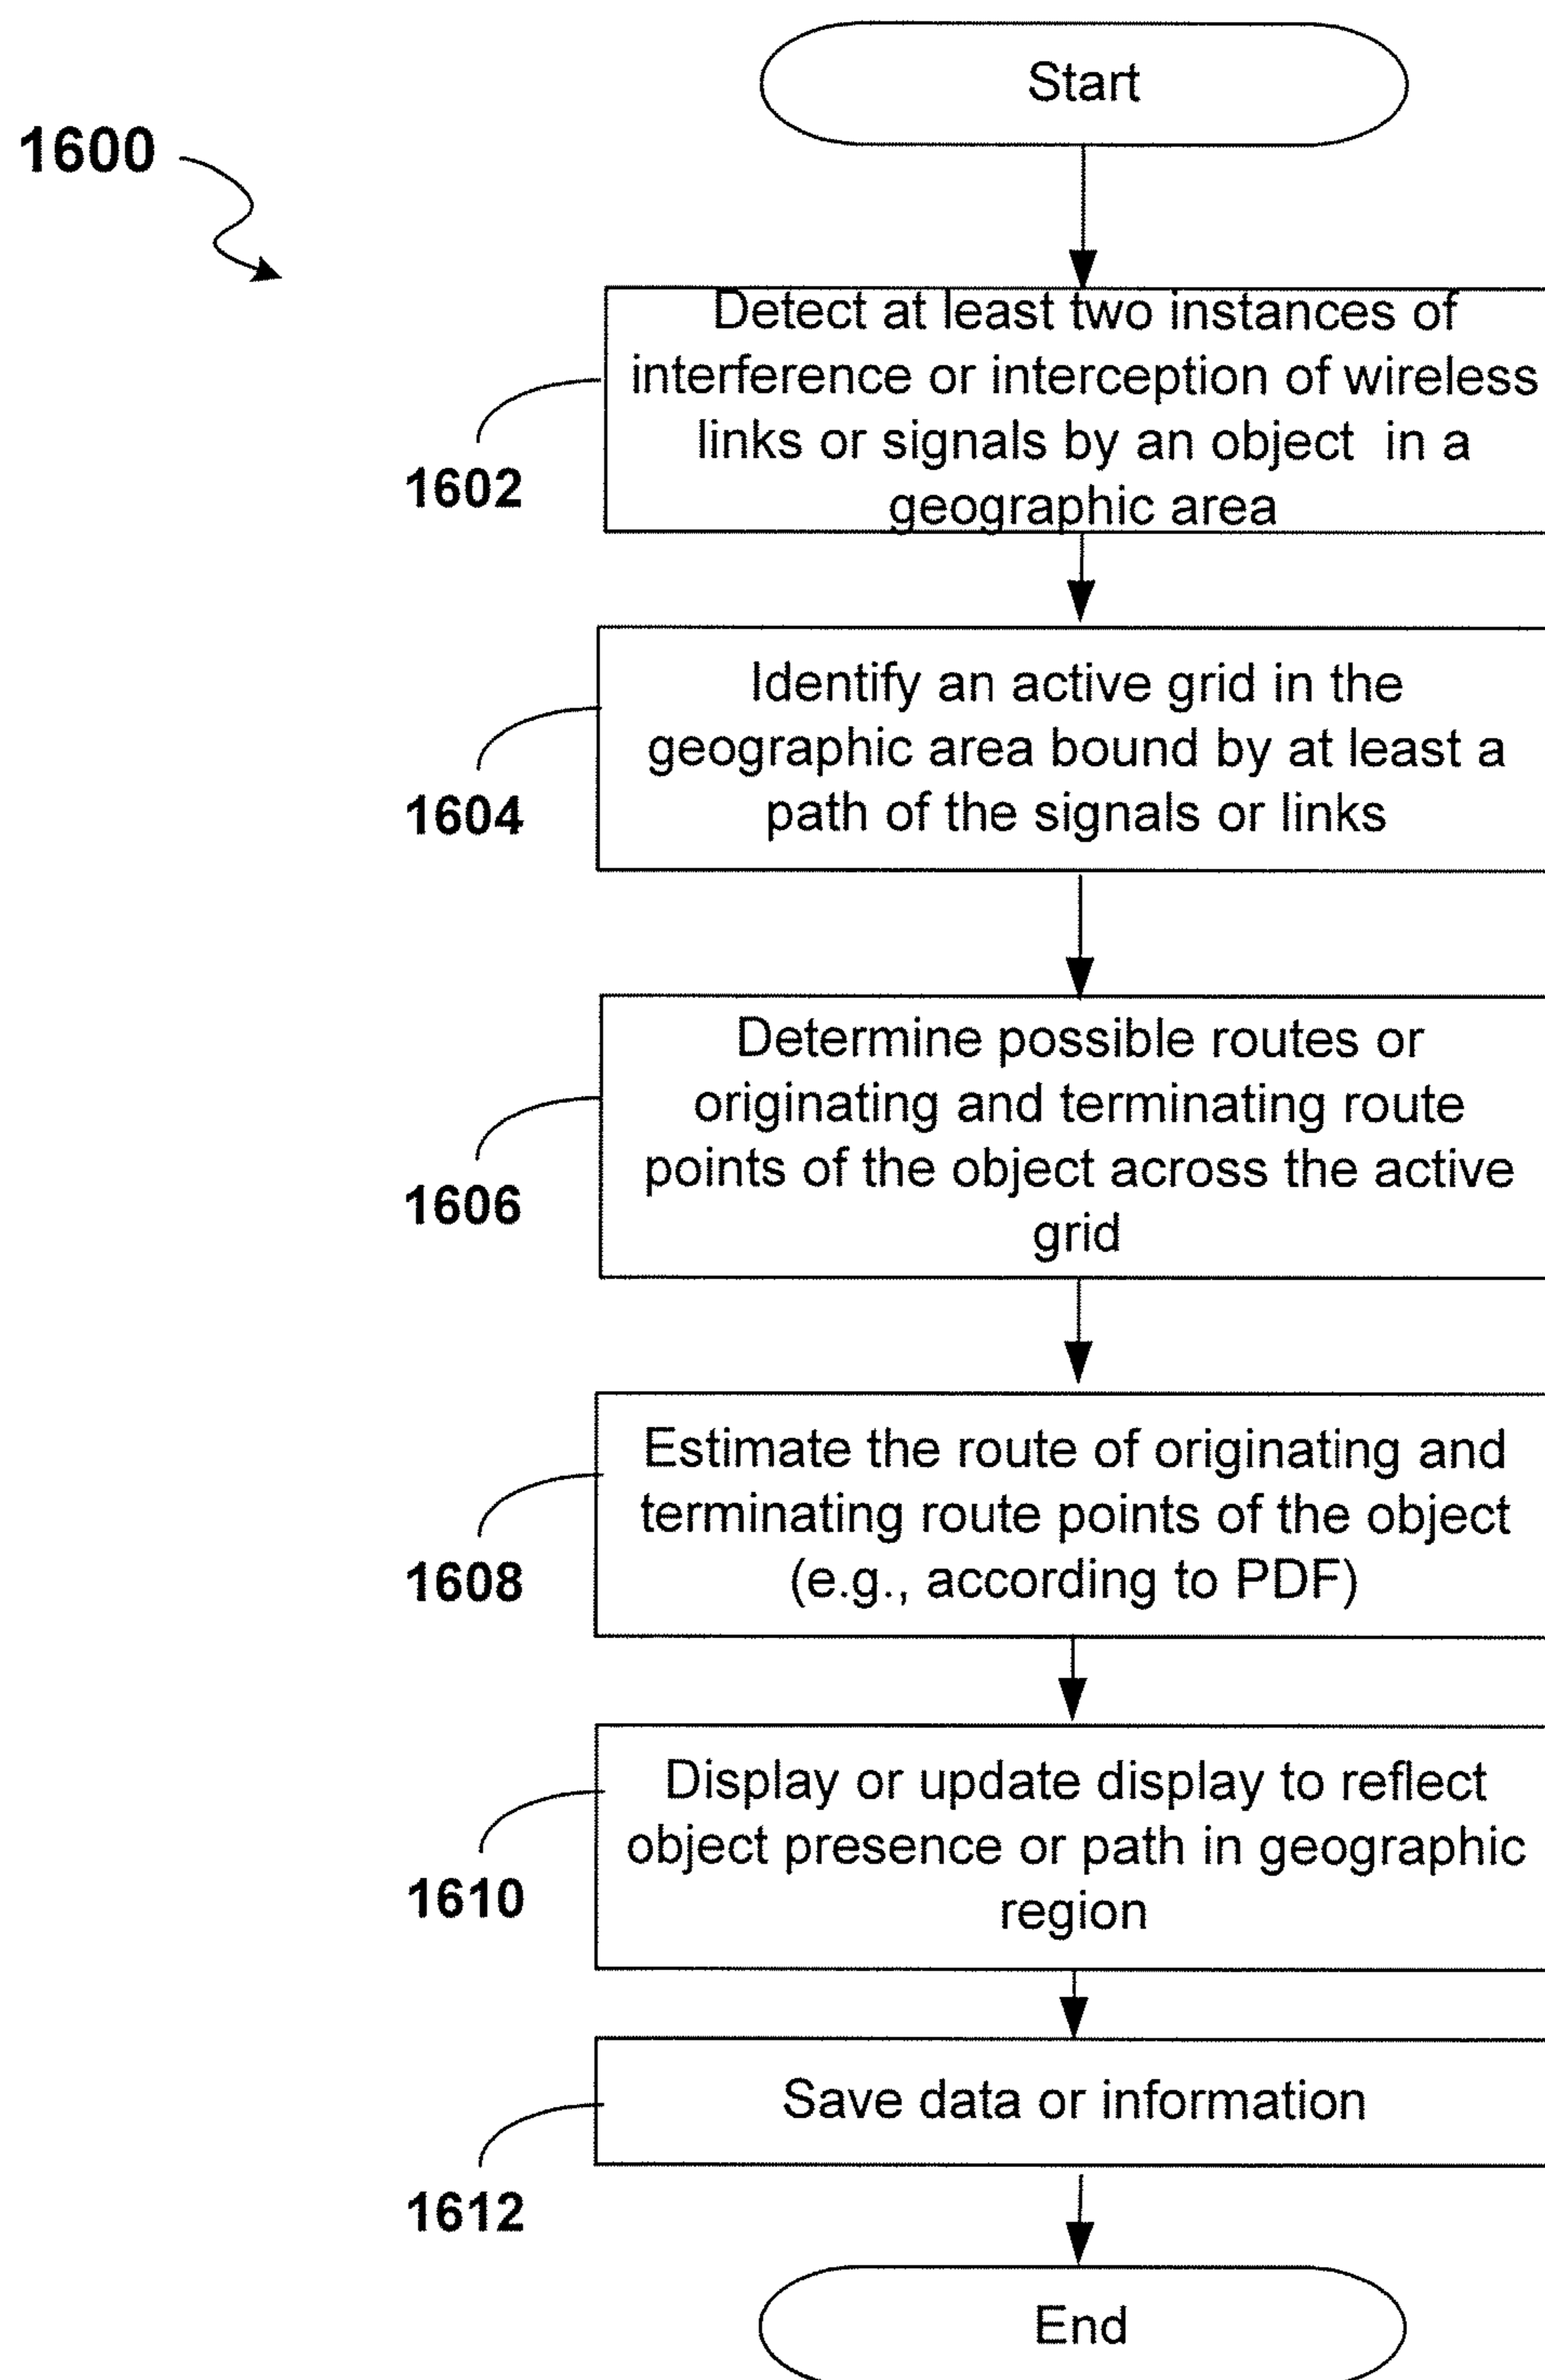 Start
1600
Detect at least two instances of
interference or interception of wireless
links or signals by an object in a
geographic area
1602
Identify an active grid in the
geographic area bound by at least a
path of the signals or links
1604
Determine possible routes or
originating and terminating route
points of the object across the active
grid
1606
Estimate the route of originating and
terminating route points of the object
(e.g., according to PDF)
1608
Display or update display to reflect
object presence or path in geographic
region
1610
Save data or information
1612
End